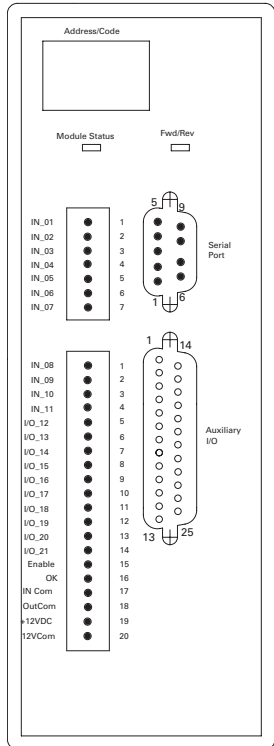 Address/Code
Module Status Fwd/Rev
5 9
IN_01 1
IN_02 2
IN_03 3
IN_04 4
IN_05 5
IN_06 6
IN_07 7
Serial
Port
1 6
1 14
IN_08 1
IN_09 2
IN_10 3
IN_11 4
I/O_12 5
I/O_13 6
I/O_14 7
I/O_15 8
I/O_16 9
I/O_17 10
I/O_18 11
I/O_19 12
I/O_20 13
I/O_21 14
Enable 15
OK 16
IN Com 17
OutCom 18
+12VDC 19
12VCom 20
Auxiliary
I/O
13 25